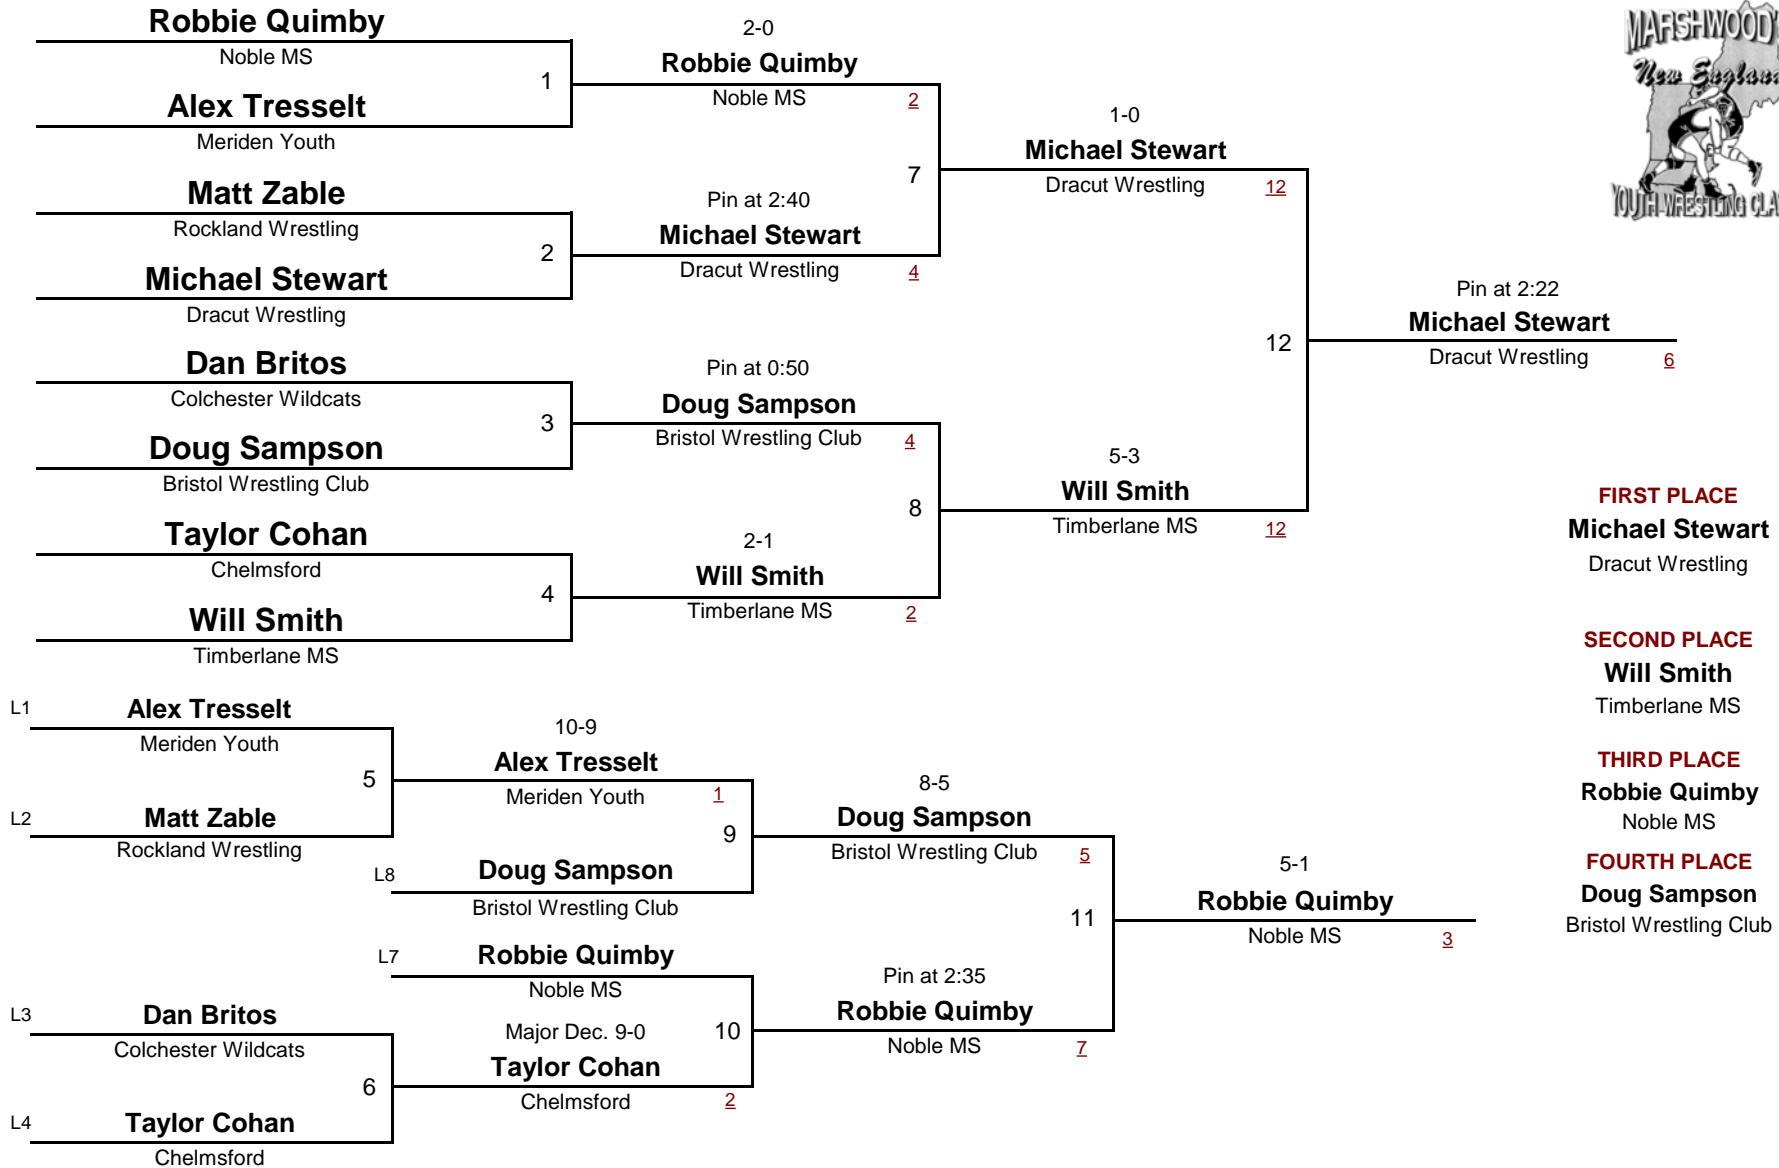 Robbie Quimby
Noble MS
1
Alex Tresselt
Meriden Youth
Matt Zable
Rockland Wrestling
2
Michael Stewart
Dracut Wrestling
Dan Britos
Colchester Wildcats
3
Doug Sampson
Bristol Wrestling Club
Taylor Cohan
Chelmsford
4
Will Smith
Timberlane MS
2-0
Robbie Quimby
Noble MS
2
7
Pin at 2:40
Michael Stewart
Dracut Wrestling
4
Pin at 0:50
Doug Sampson
Bristol Wrestling Club
4
8
2-1
Will Smith
Timberlane MS
2
1-0
Michael Stewart
Dracut Wrestling
12
12
5-3
Will Smith
Timberlane MS
12
Pin at 2:22
Michael Stewart
Dracut Wrestling
6
MARSHWOOD'
New England
YOUTH WRESTLING CLA
FIRST PLACE
Michael Stewart
Dracut Wrestling
SECOND PLACE
Will Smith
Timberlane MS
THIRD PLACE
Robbie Quimby
Noble MS
FOURTH PLACE
Doug Sampson
Bristol Wrestling Club
L1
Alex Tresselt
Meriden Youth
5
L2
Matt Zable
Rockland Wrestling
10-9
Alex Tresselt
Meriden Youth
1
9
L8
Doug Sampson
Bristol Wrestling Club
L7
Robbie Quimby
Noble MS
10
L3
Dan Britos
Colchester Wildcats
6
L4
Taylor Cohan
Chelmsford
Major Dec. 9-0
Taylor Cohan
Chelmsford
2
8-5
Doug Sampson
Bristol Wrestling Club
5
11
Pin at 2:35
Robbie Quimby
Noble MS
7
5-1
Robbie Quimby
Noble MS
3